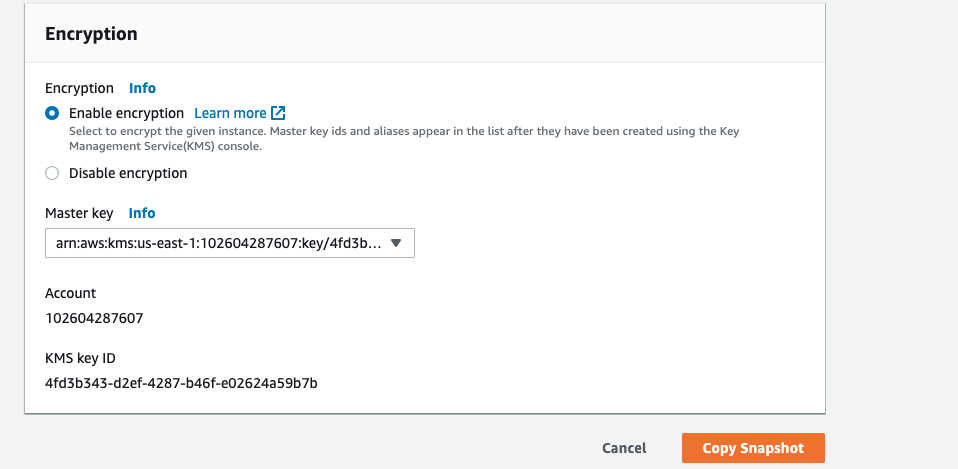 Encryption
Encryption Info
Enable encryption Learn more
Select to encrypt the given instance. Master key ids and aliases appear in the list after they have been created using the Key
Management Service(KMS) console.
Disable encryption
Master key Info
arn:aws:kms:us-east-1:102604287607:key/4fd3b...
Account
102604287607
KMS key ID
4fd3b343-d2ef-4287-b46f-e02624a59b7b
Cancel Copy Snapshot